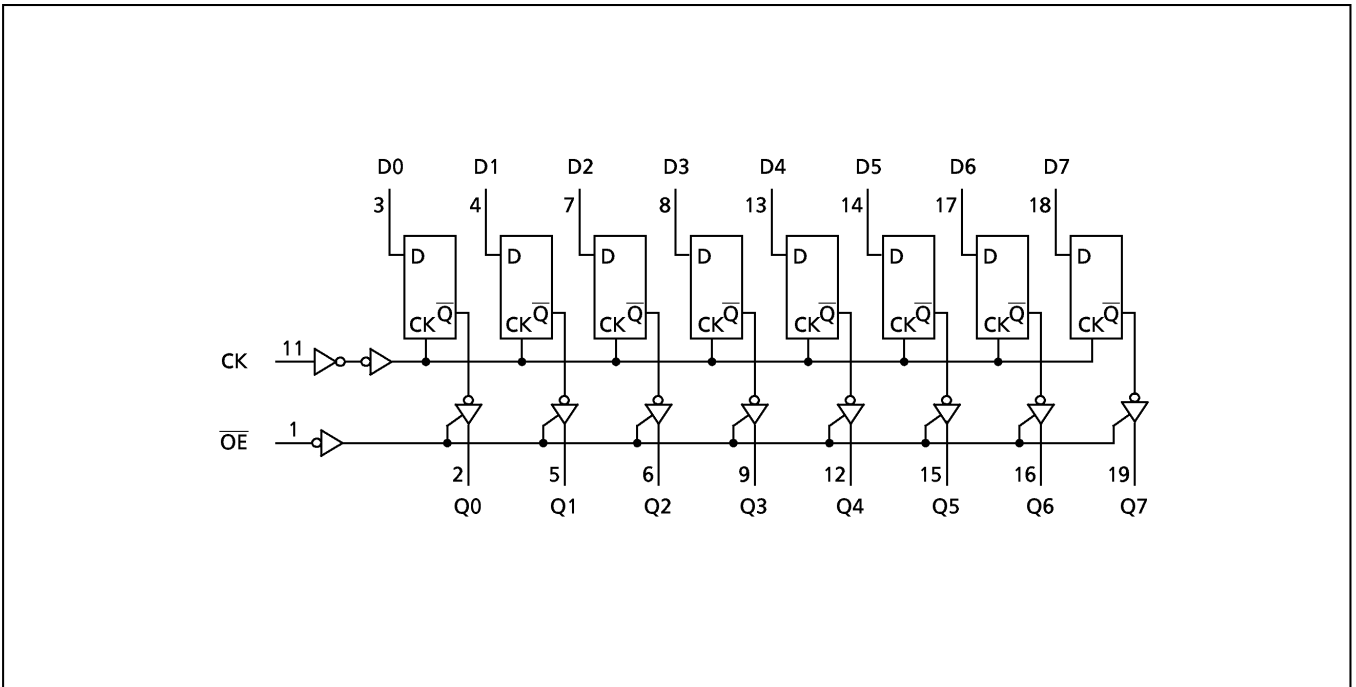 D0 D1 D2 D3 D4 D5 D6 D7
3 4 7 8 13 14 17 18
D D D D D D D D
CK Q̅ CK Q̅ CK Q̅ CK Q̅ CK Q̅ CK Q̅ CK Q̅ CK Q̅
CK 11
O̅E̅ 1
2 5 6 9 12 15 16 19
Q0 Q1 Q2 Q3 Q4 Q5 Q6 Q7